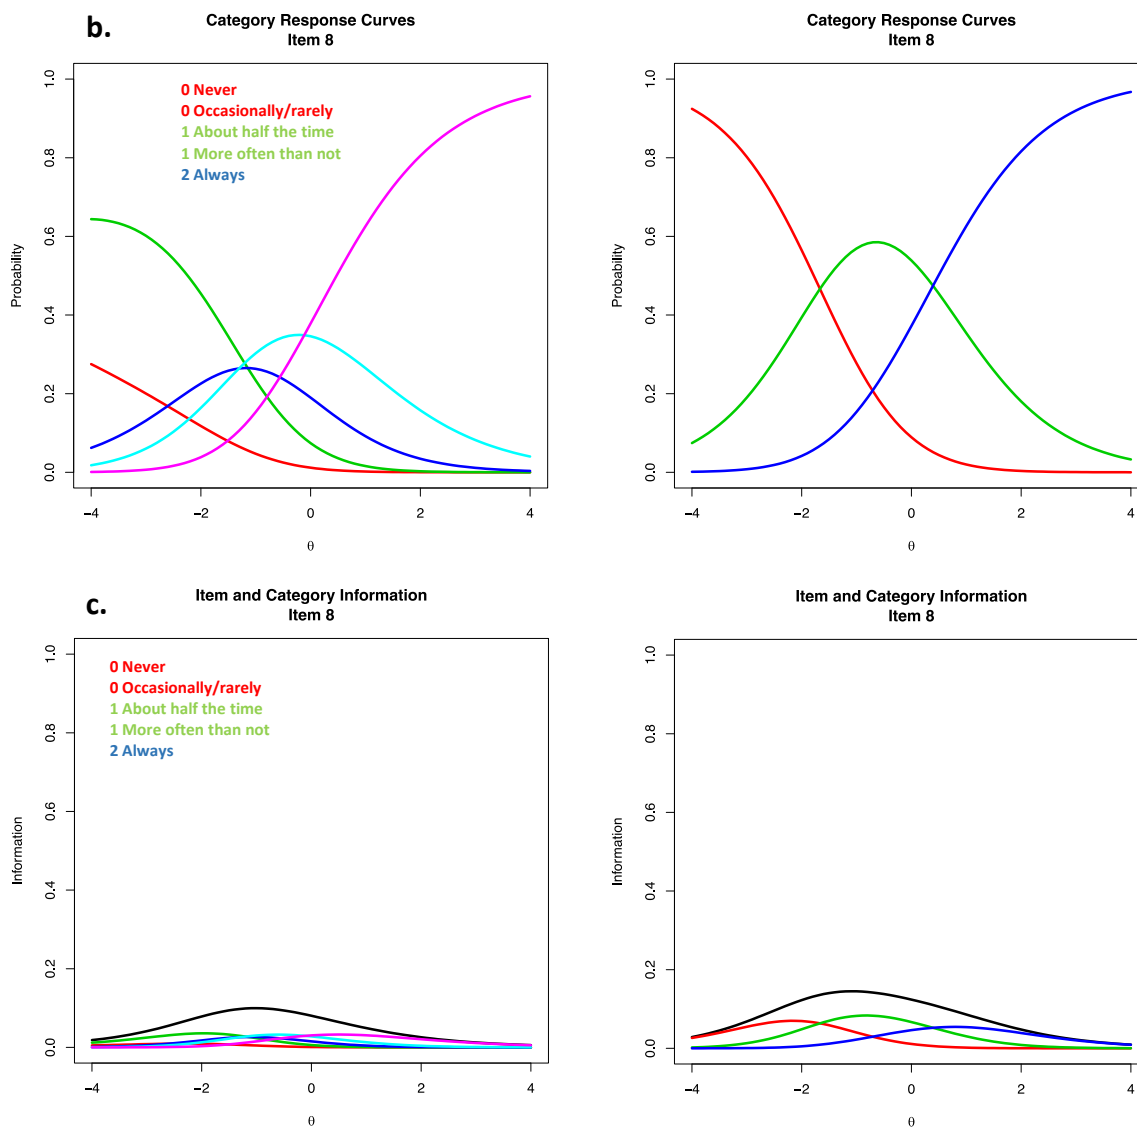 b.
Category Response Curves
Item 8
0 Never
0 Occasionally/rarely
1 About half the time
1 More often than not
2 Always
Probability
0.0 0.2 0.4 0.6 0.8 1.0
−4 −2 0 2 4
θ
Category Response Curves
Item 8
Probability
0.0 0.2 0.4 0.6 0.8 1.0
−4 −2 0 2 4
θ
c.
Item and Category Information
Item 8
0 Never
0 Occasionally/rarely
1 About half the time
1 More often than not
2 Always
Information
0.0 0.2 0.4 0.6 0.8 1.0
−4 −2 0 2 4
θ
Item and Category Information
Item 8
Information
0.0 0.2 0.4 0.6 0.8 1.0
−4 −2 0 2 4
θ